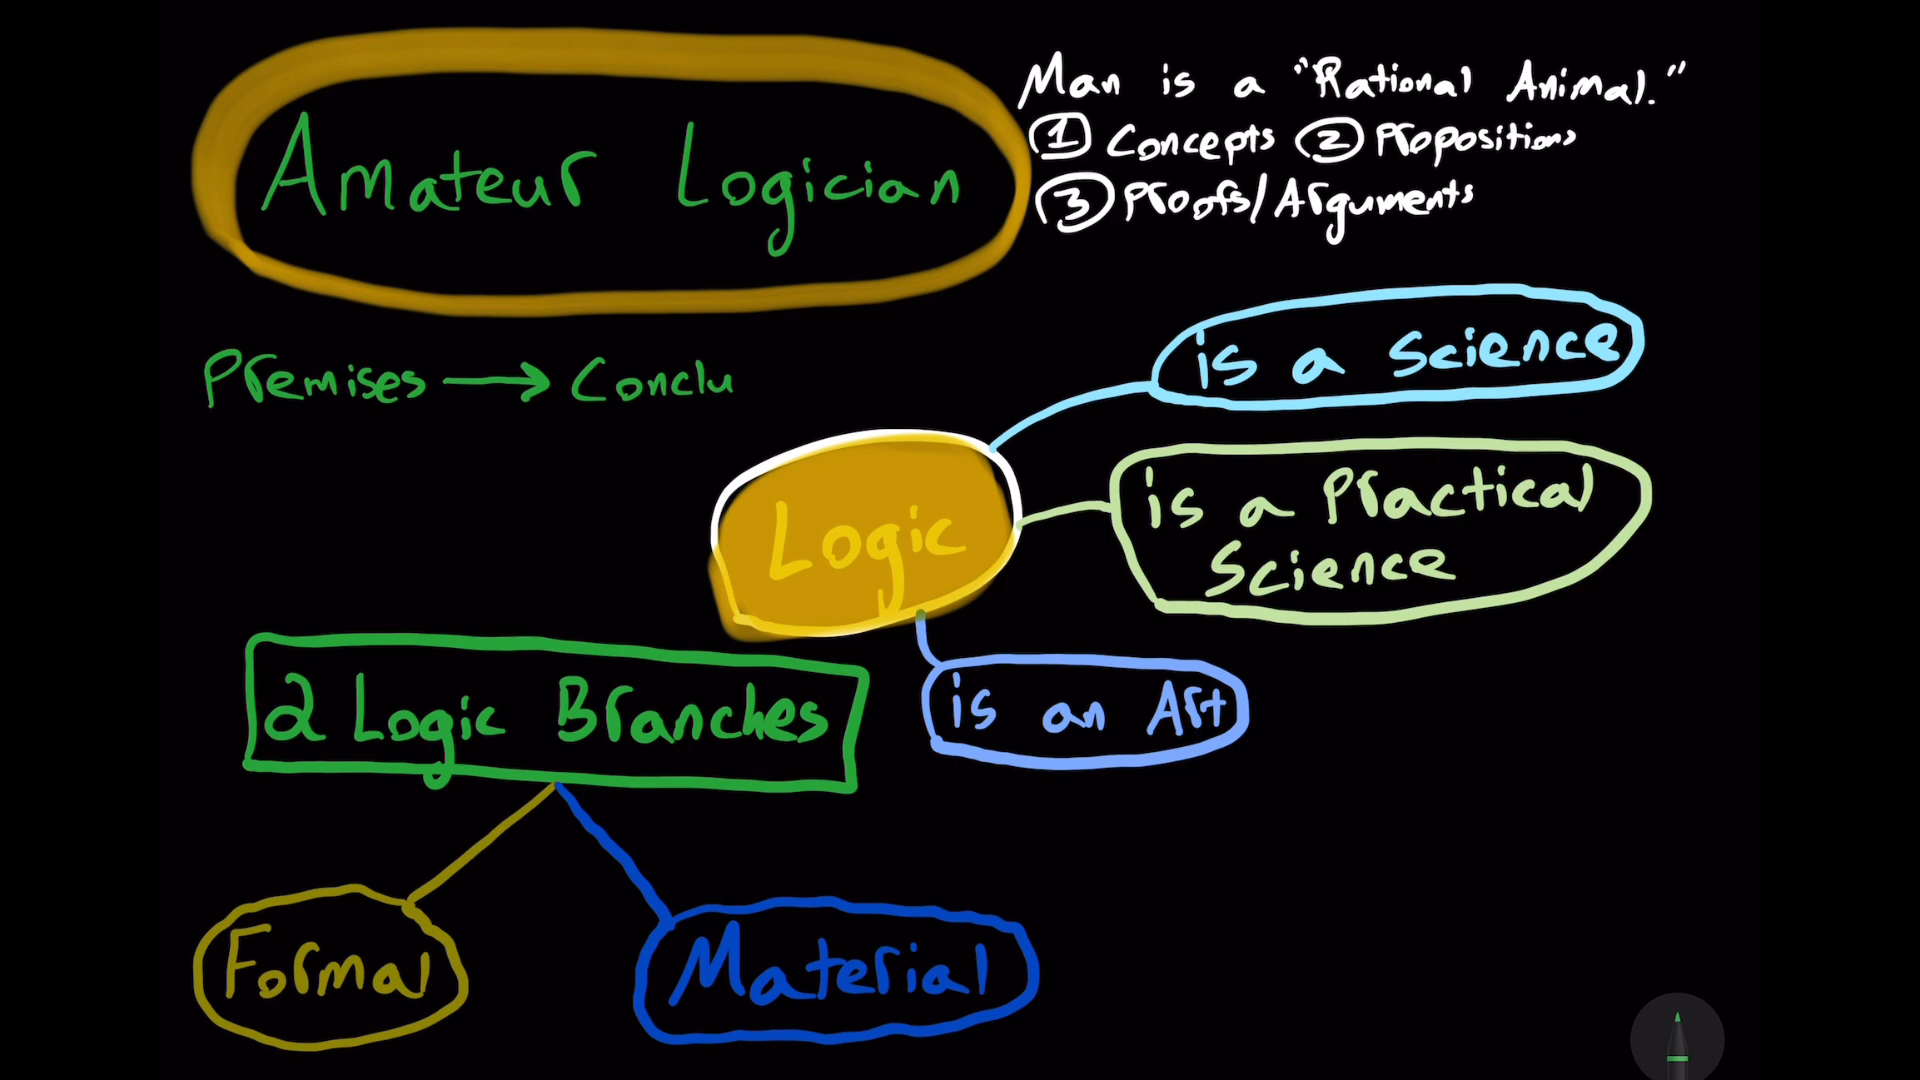 Amateur Logician
Man is a "Rational Animal."
① Concepts ② Propositions
③ Proofs/Arguments
Premises → Conclu
is a Science
Logic
is a Practical
Science
is an Art
2 Logic Branches
Formal
Material